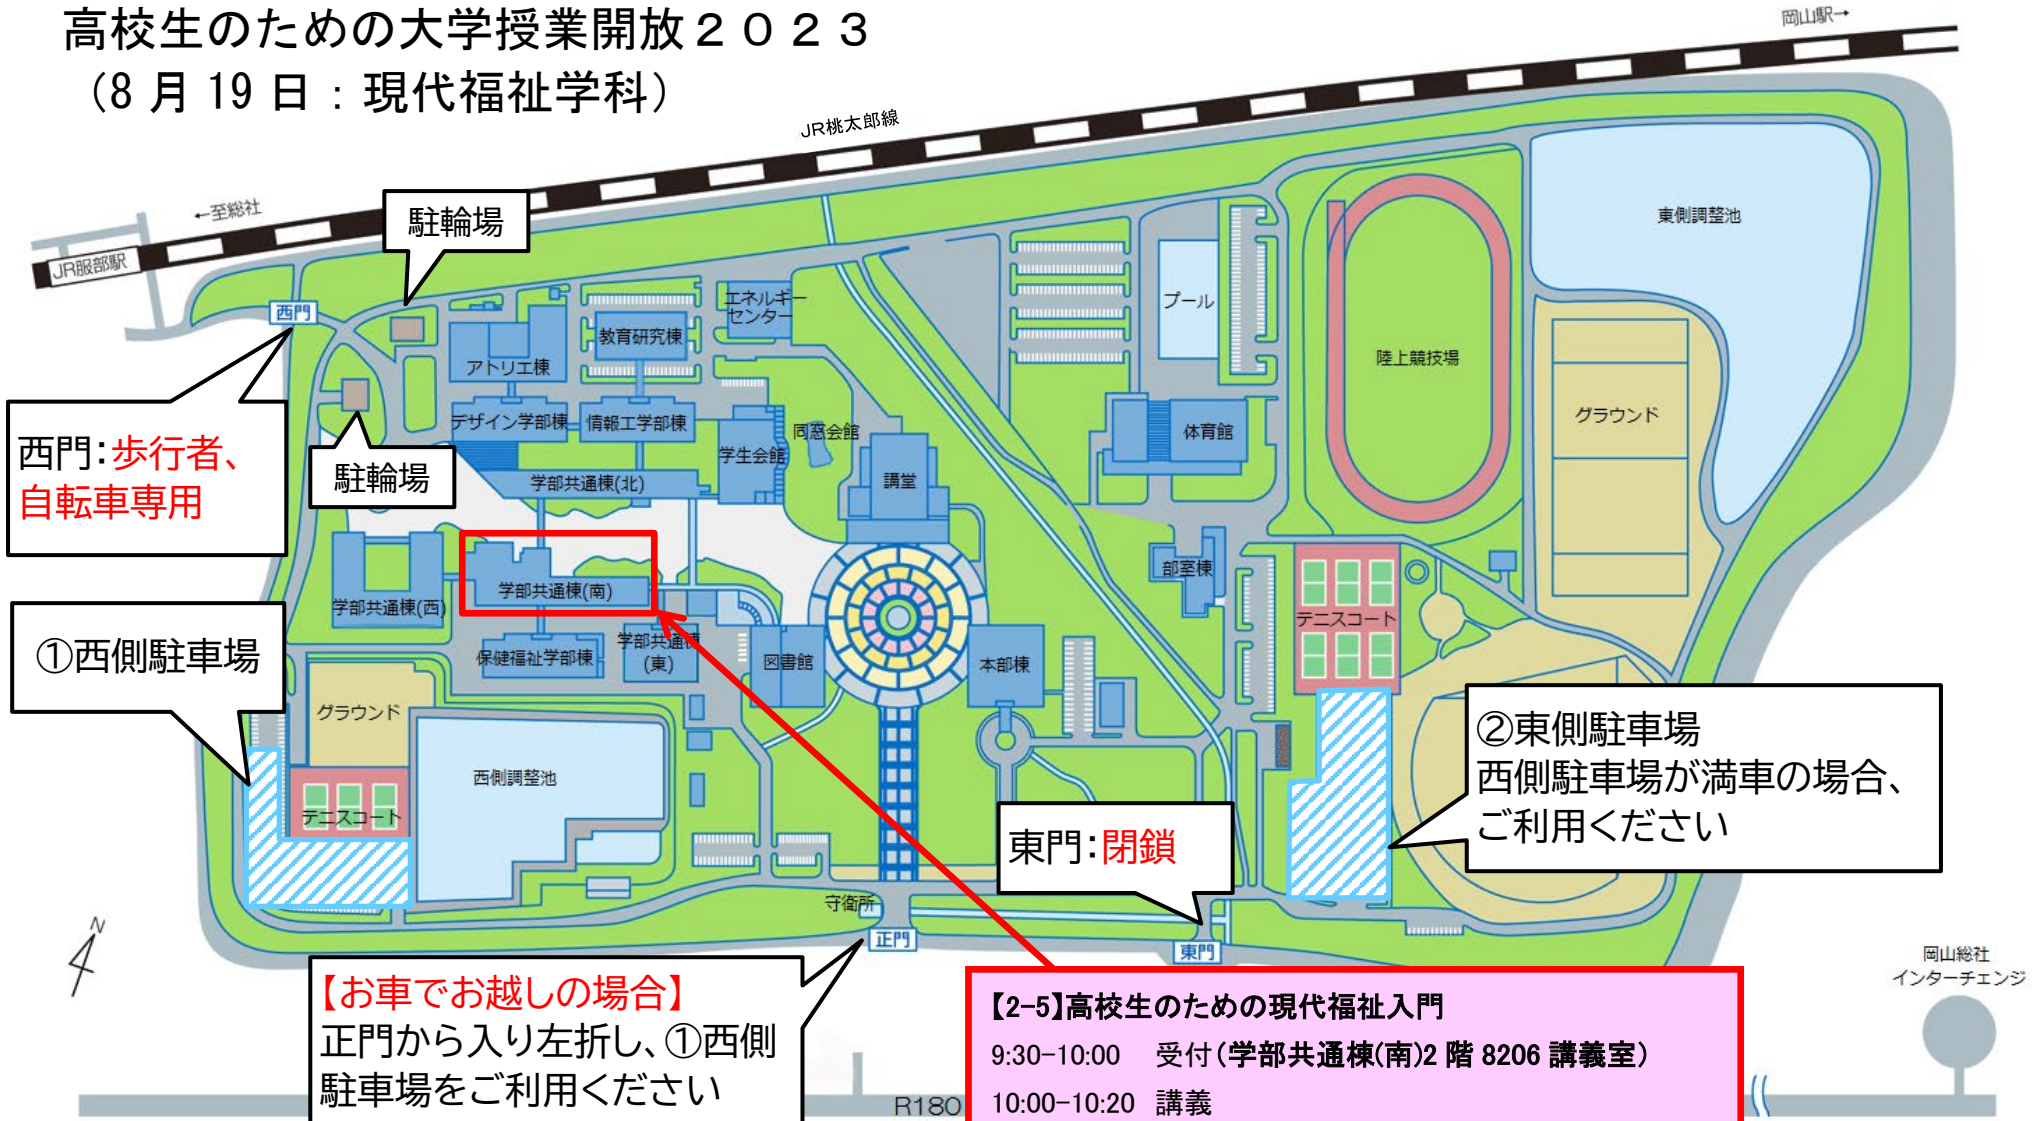 高校生のための大学授業開放２０２３
（8 月 19 日：現代福祉学科）
岡山駅→
JR桃太郎線
←至総社
JR服部駅
駐輪場
西門
東側調整池
エネルギー
センター
プール
教育研究棟
アトリエ棟
陸上競技場
グラウンド
デザイン学部棟
情報工学部棟
同窓会館
体育館
学生会館
西門：歩行者、
自転車専用
駐輪場
学部共通棟(北)
講堂
部室棟
学部共通棟(南)
学部共通棟(西)
テニスコート
①西側駐車場
保健福祉学部棟
学部共通棟
(東)
図書館
本部棟
グラウンド
②東側駐車場
西側駐車場が満車の場合、
ご利用ください
西側調整池
テニスコート
東門：閉鎖
守衛所
正門
東門
N
岡山総社
インターチェンジ
【お車でお越しの場合】
正門から入り左折し、①西側
駐車場をご利用ください
【2-5】高校生のための現代福祉入門
9:30-10:00 受付（学部共通棟(南)2 階 8206 講義室）
10:00-10:20 講義
R180